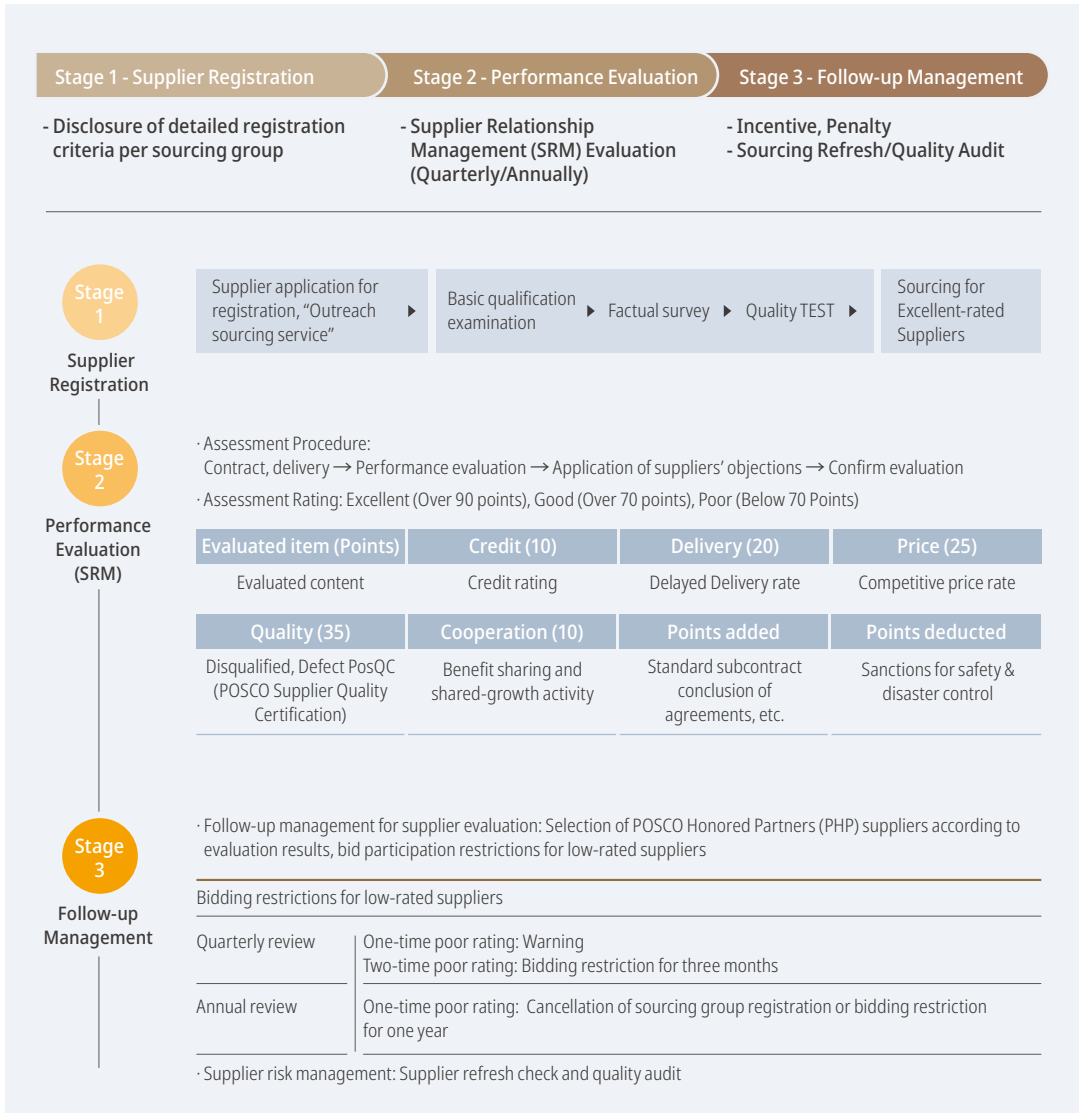 Stage 1 - Supplier Registration
Stage 2 - Performance Evaluation
Stage 3 - Follow-up Management
- Disclosure of detailed registration
criteria per sourcing group
- Supplier Relationship
Management (SRM) Evaluation
(Quarterly/Annually)
- Incentive, Penalty
- Sourcing Refresh/Quality Audit
Stage
1
Supplier
Registration
Supplier application for
registration, “Outreach
sourcing service”
▶
Basic qualification
examination
▶ Factual survey ▶ Quality TEST ▶
Sourcing for
Excellent-rated
Suppliers
Stage
2
Performance
Evaluation
(SRM)
· Assessment Procedure:
Contract, delivery → Performance evaluation → Application of suppliers’ objections → Confirm evaluation
· Assessment Rating: Excellent (Over 90 points), Good (Over 70 points), Poor (Below 70 Points)
Evaluated item (Points) Credit (10) Delivery (20) Price (25)
Evaluated content Credit rating Delayed Delivery rate Competitive price rate
Quality (35) Cooperation (10) Points added Points deducted
Disqualified, Defect PosQC
(POSCO Supplier Quality
Certification)
Benefit sharing and
shared-growth activity
Standard subcontract
conclusion of
agreements, etc.
Sanctions for safety &
disaster control
Stage
3
Follow-up
Management
· Follow-up management for supplier evaluation: Selection of POSCO Honored Partners (PHP) suppliers according to
evaluation results, bid participation restrictions for low-rated suppliers
Bidding restrictions for low-rated suppliers
Quarterly review
One-time poor rating: Warning
Two-time poor rating: Bidding restriction for three months
Annual review
One-time poor rating: Cancellation of sourcing group registration or bidding restriction
for one year
· Supplier risk management: Supplier refresh check and quality audit